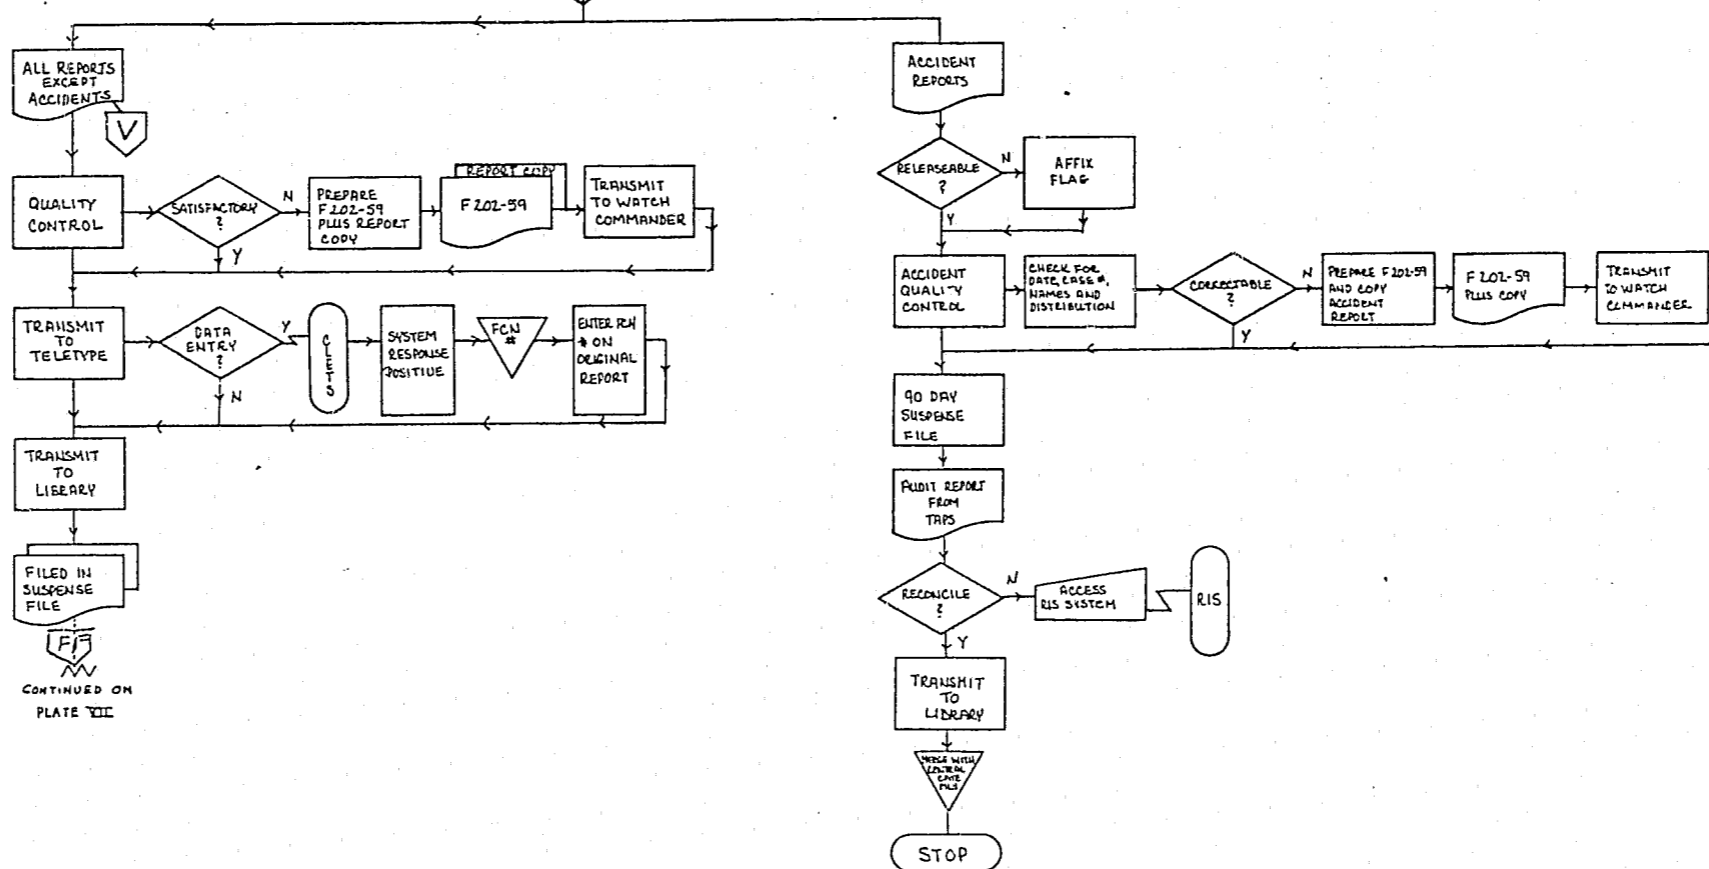 ALL REPORTS
EXCEPT
ACCIDENTS
V
QUALITY
CONTROL
SATISFACTORY
?
N
Y
PREPARE
F202-59
PLUS REPORT
COPY
REPORT COPY
F202-59
TRANSMIT
TO WATCH
COMMANDER
TRANSMIT
TO
TELETYPE
DATA
ENTRY
?
Y
N
CLETS
SYSTEM
RESPONSE
POSITIVE
FCN
#
ENTER FCN
# ON
ORIGINAL
REPORT
TRANSMIT
TO
LIBRARY
FILED IN
SUSPENSE
FILE
CONTINUED ON
PLATE VII
ACCIDENT
REPORTS
RELEASEABLE
?
N
Y
AFFIX
FLAG
ACCIDENT
QUALITY
CONTROL
CHECK FOR
DATE, CASE #,
NAMES AND
DISTRIBUTION
CORRECTABLE
?
N
Y
PREPARE F202-59
AND COPY
ACCIDENT
REPORT
F202-59
PLUS COPY
TRANSMIT
TO WATCH
COMMANDER
90 DAY
SUSPENSE
FILE
AUDIT REPORT
FROM
TAPS
RECONCILE
?
N
Y
ACCESS
RIS SYSTEM
RIS
TRANSMIT
TO
LIBRARY
MERGE WITH
CENTRAL
FILES
STOP